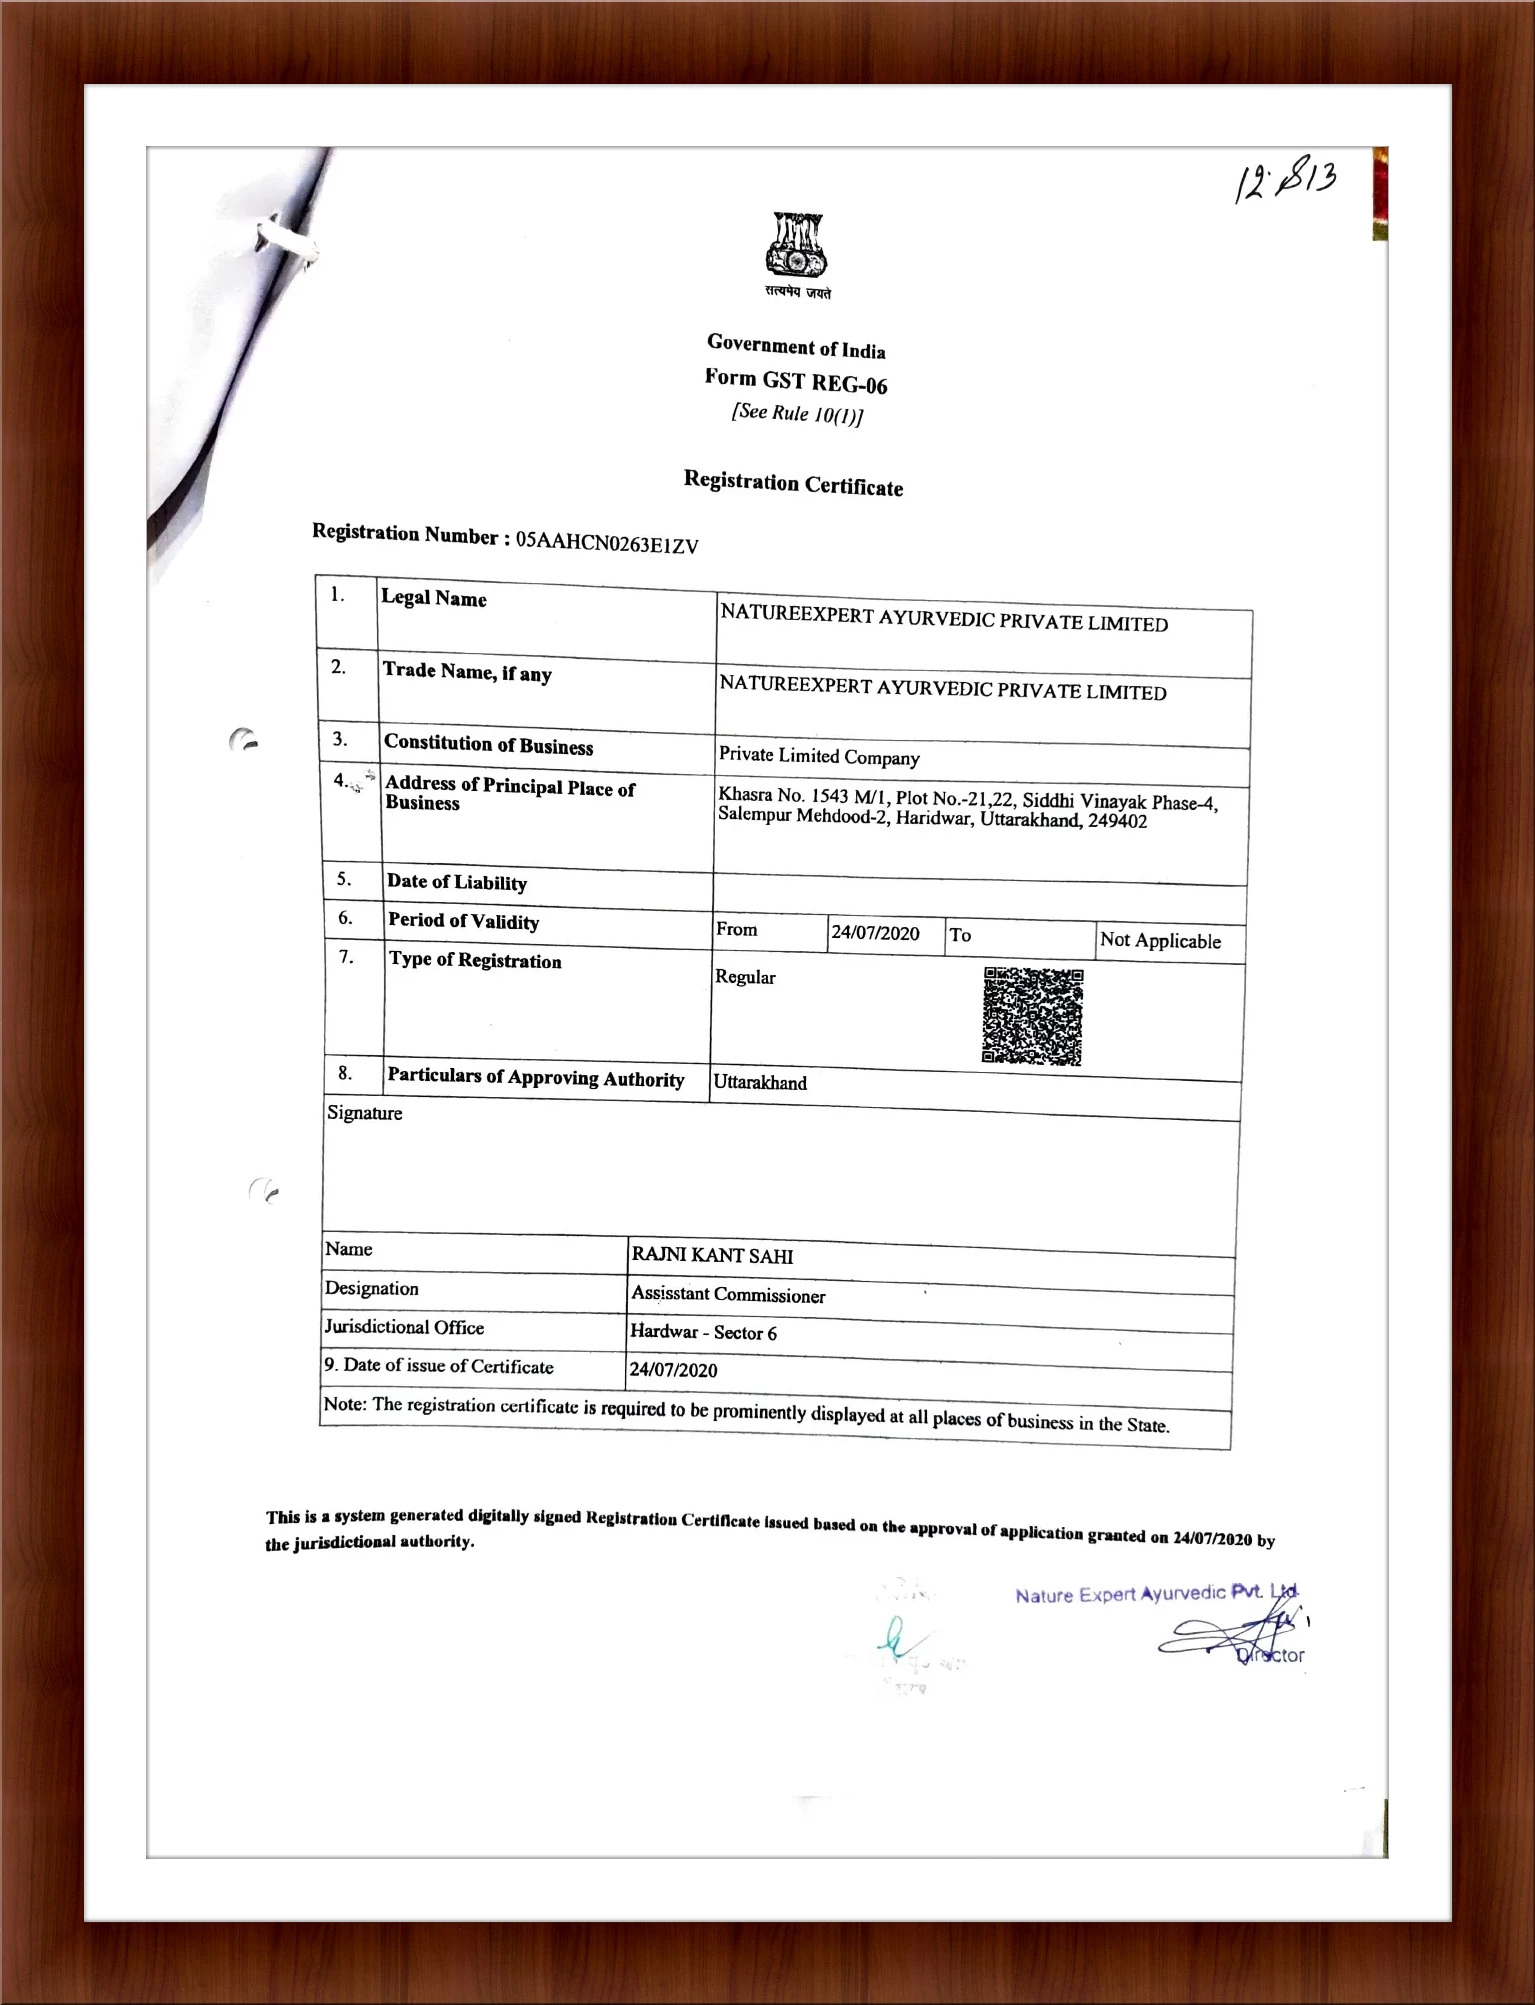 सत्यमेव जयते
Government of India
Form GST REG-06
[See Rule 10(1)]
Registration Certificate
Registration Number : 05AAHCN0263E1ZV
1. Legal Name NATUREEXPERT AYURVEDIC PRIVATE LIMITED
2. Trade Name, if any NATUREEXPERT AYURVEDIC PRIVATE LIMITED
3. Constitution of Business Private Limited Company
4. Address of Principal Place of
Business
Khasra No. 1543 M/1, Plot No.-21,22, Siddhi Vinayak Phase-4,
Salempur Mehdood-2, Haridwar, Uttarakhand, 249402
5. Date of Liability
6. Period of Validity From 24/07/2020 To Not Applicable
7. Type of Registration Regular
8. Particulars of Approving Authority Uttarakhand
Signature
Name RAJNI KANT SAHI
Designation Assisstant Commissioner
Jurisdictional Office Hardwar - Sector 6
9. Date of issue of Certificate 24/07/2020
Note: The registration certificate is required to be prominently displayed at all places of business in the State.
This is a system generated digitally signed Registration Certificate issued based on the approval of application granted on 24/07/2020 by
the jurisdictional authority.
Nature Expert Ayurvedic Pvt. Ltd.
Director